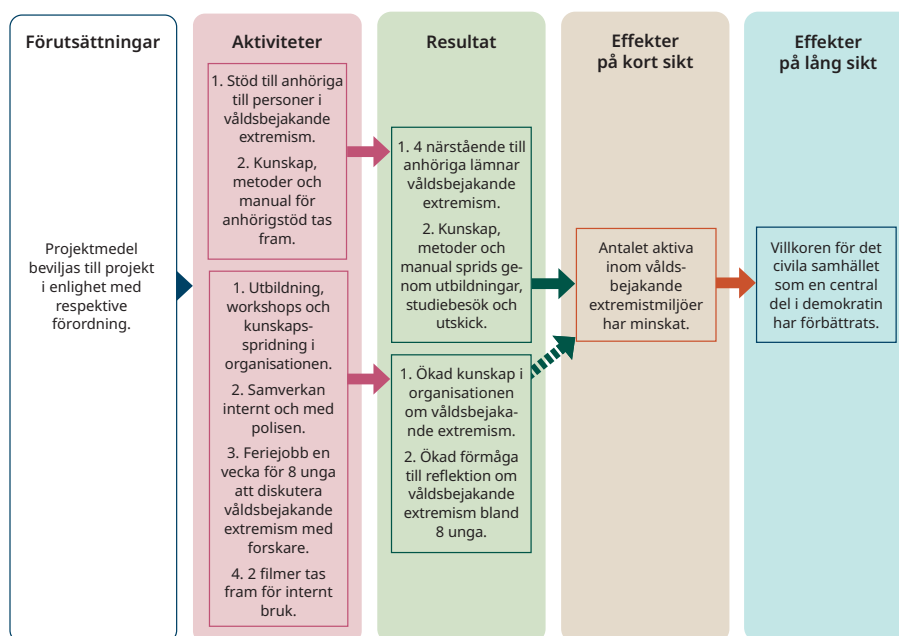 Förutsättningar
Projektmedel
beviljas till projekt
i enlighet med
respektive
förordning.
Aktiviteter
1. Stöd till anhöriga
till personer i
våldsbejakande
extremism.
2. Kunskap,
metoder och
manual för
anhörigstöd tas
fram.
1. Utbildning,
workshops och
kunskaps-
spridning i
organisationen.
2. Samverkan
internt och med
polisen.
3. Feriejobb en
vecka för 8 unga
att diskutera
våldsbejakande
extremism med
forskare.
4. 2 filmer tas
fram för internt
bruk.
Resultat
1. 4 närstående till
anhöriga lämnar
våldsbejakande
extremism.
2. Kunskap,
metoder och
manual sprids ge-
nom utbildningar,
studiebesök och
utskick.
1. Ökad kunskap i
organisationen
om våldsbejaka-
nde extremism.
2. Ökad förmåga
till reflektion om
våldsbejakande
extremism bland
8 unga.
Effekter
på kort sikt
Antalet aktiva
inom vålds-
bejakande
extremistmiljöer
har minskat.
Effekter
på lång sikt
Villkoren för det
civila samhället
som en central
del i demokratin
har förbättrats.